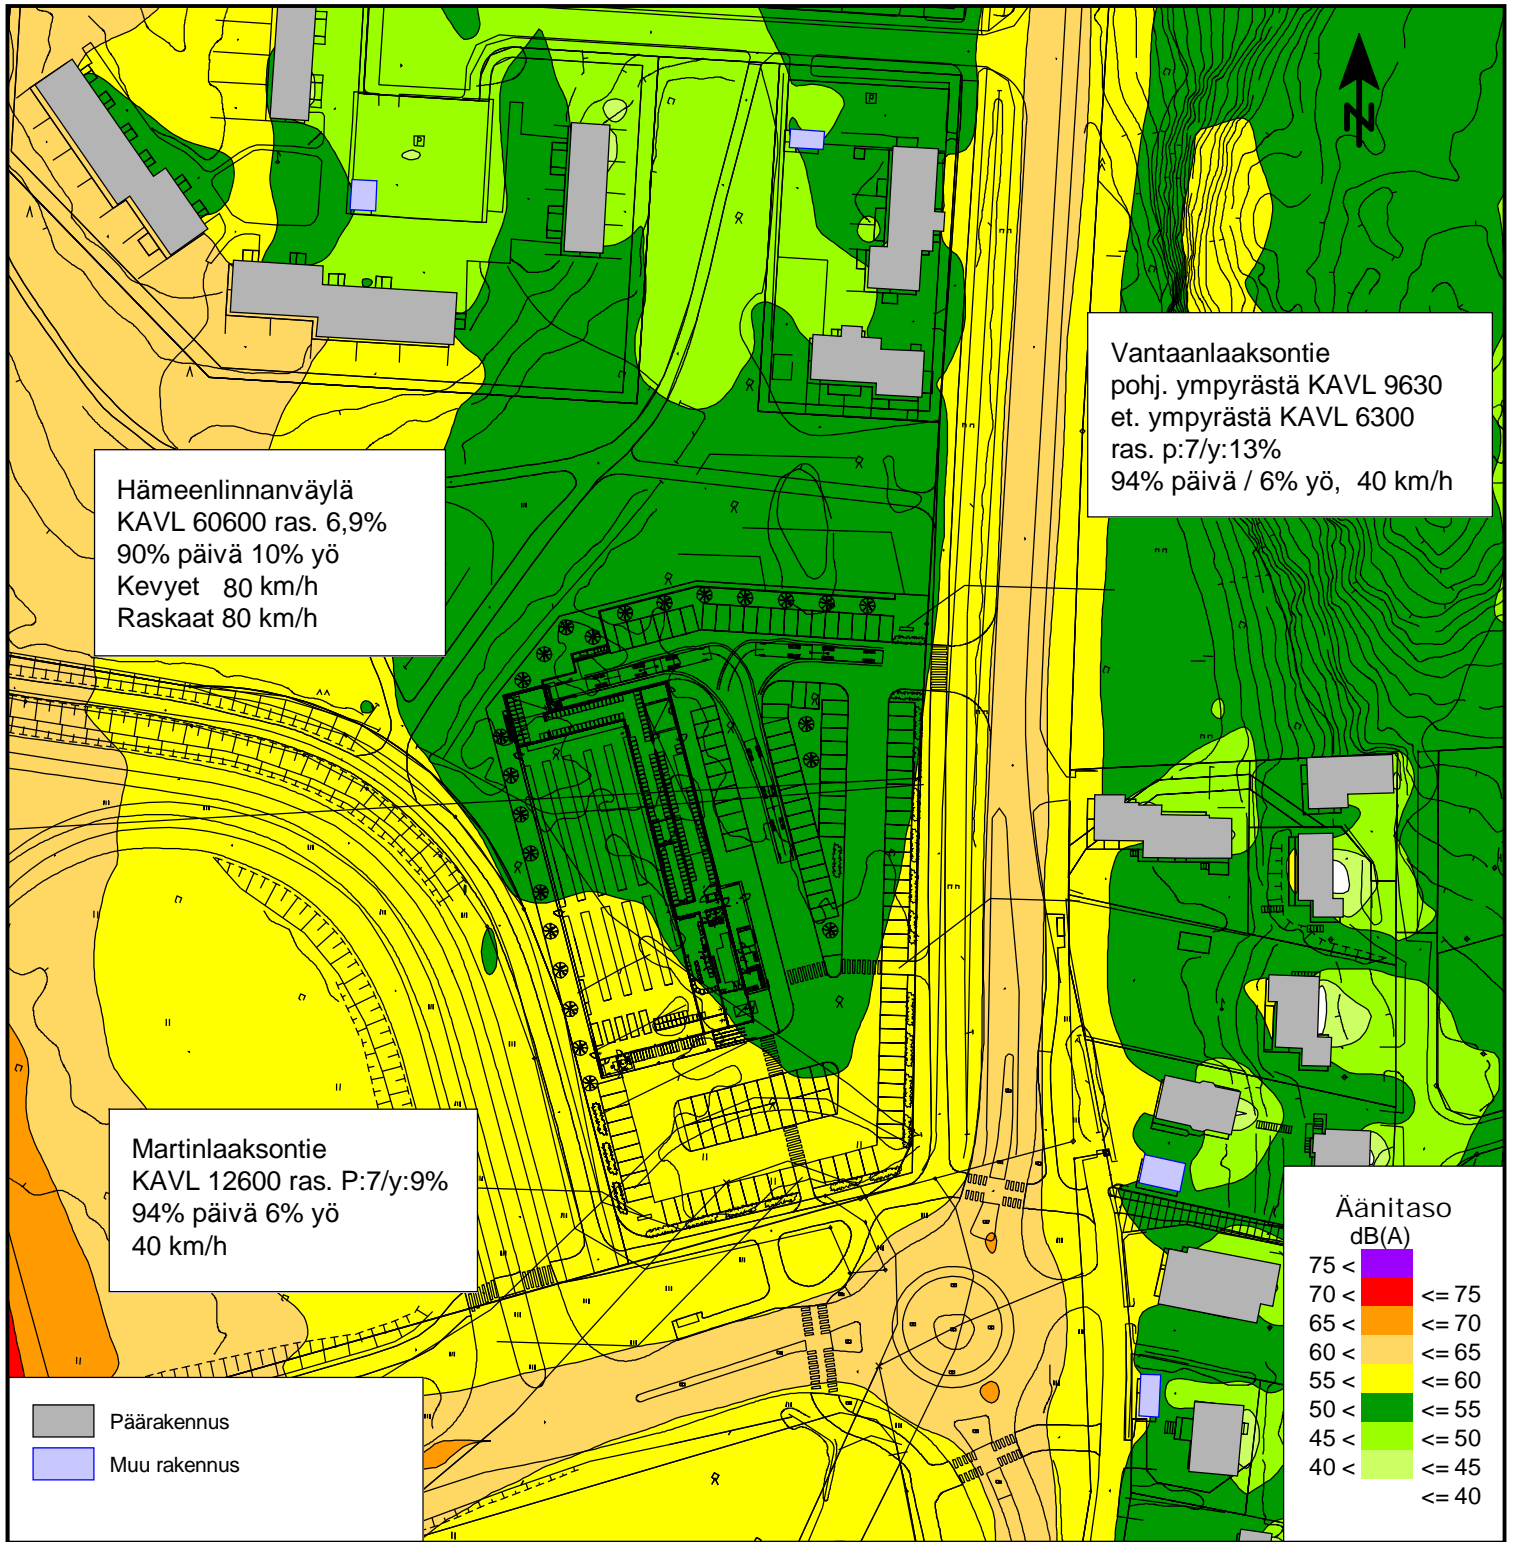 P
P
N
Vantaanlaaksontie
pohj. ympyrästä KAVL 9630
et. ympyrästä KAVL 6300
ras. p:7/y:13%
94% päivä / 6% yö, 40 km/h
Hämeenlinnanväylä
KAVL 60600 ras. 6,9%
90% päivä 10% yö
Kevyet 80 km/h
Raskaat 80 km/h
Martinlaaksontie
KAVL 12600 ras. P:7/y:9%
94% päivä 6% yö
40 km/h
Äänitaso
dB(A)
75 <
70 < <= 75
65 < <= 70
60 < <= 65
55 < <= 60
50 < <= 55
45 < <= 50
40 < <= 45
<= 40
Päärakennus
Muu rakennus